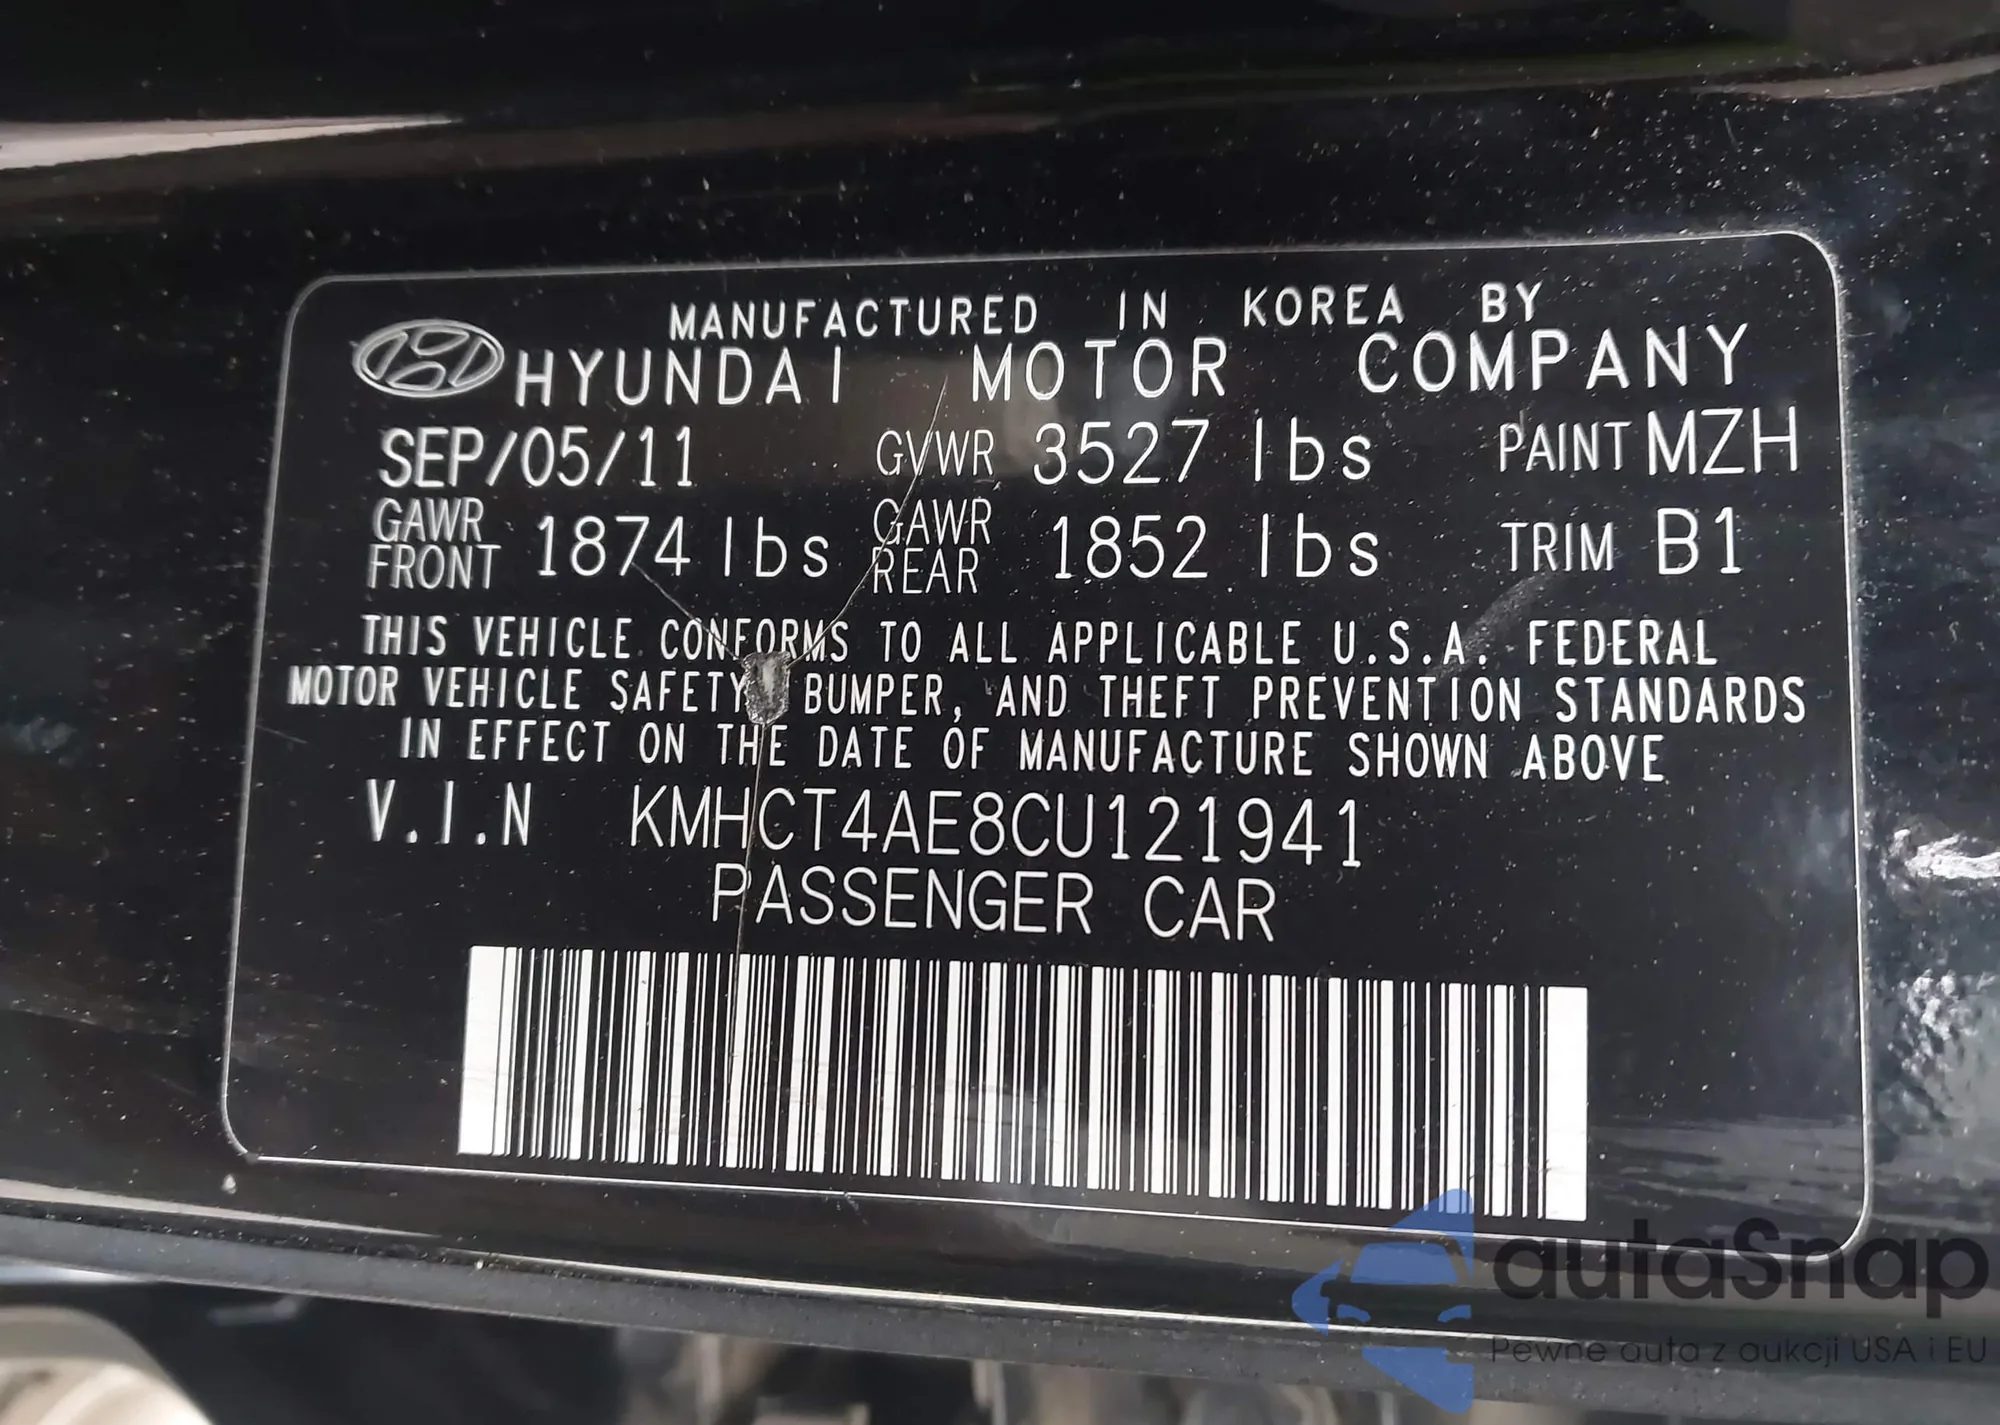 MANUFACTURED IN KOREA BY
HYUNDAI MOTOR COMPANY
SEP/05/11 GVWR 3527 lbs PAINT MZH
GAWR FRONT 1874 lbs GAWR REAR 1852 lbs TRIM B1
THIS VEHICLE CONFORMS TO ALL APPLICABLE U.S.A. FEDERAL
MOTOR VEHICLE SAFETY, BUMPER, AND THEFT PREVENTION STANDARDS
IN EFFECT ON THE DATE OF MANUFACTURE SHOWN ABOVE
V.I.N KMHCT4AE8CU121941
PASSENGER CAR
autaSnap
Pewne auta z aukcji USA i EU